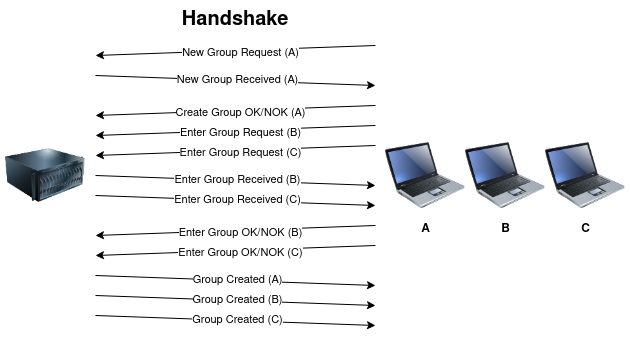 Handshake
New Group Request (A)
New Group Received (A)
Create Group OK/NOK (A)
Enter Group Request (B)
Enter Group Request (C)
Enter Group Received (B)
Enter Group Received (C)
Enter Group OK/NOK (B)
Enter Group OK/NOK (C)
Group Created (A)
Group Created (B)
Group Created (C)
A B C